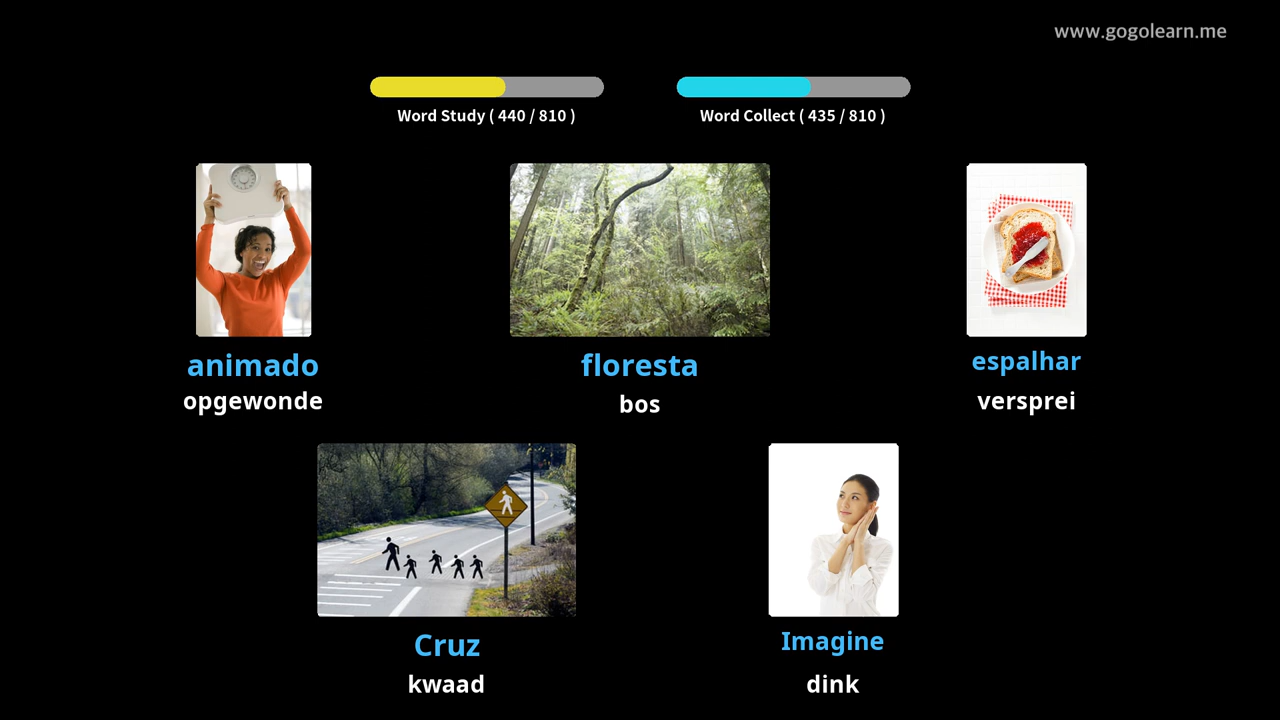 www.gogolearn.me
Word Study ( 440 / 810 )
Word Collect ( 435 / 810 )
animado
opgewonde
floresta
bos
espalhar
versprei
Cruz
kwaad
Imagine
dink